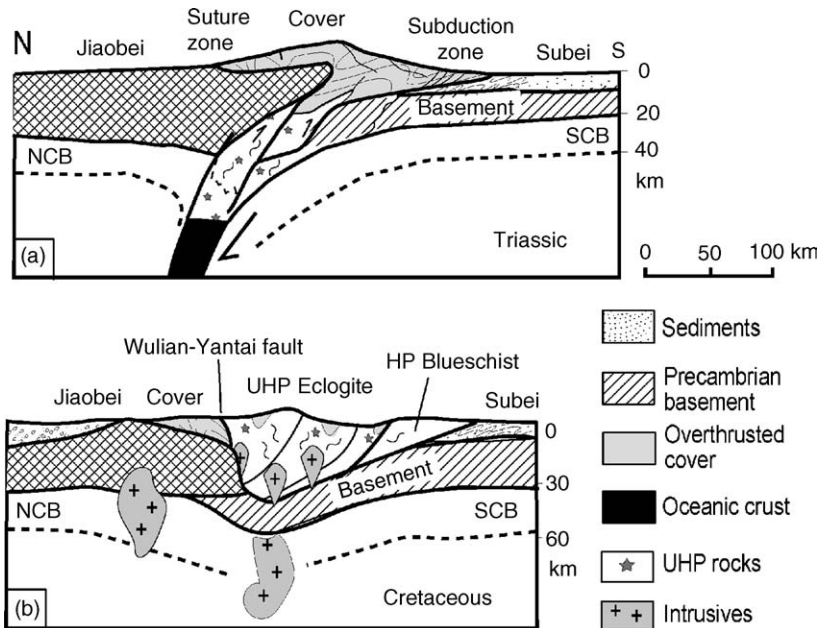 N
Jiaobei
Suture
zone
Cover
Subduction
zone
Subei
S
0
20
40
km
Basement
NCB
SCB
Triassic
(a)
0 50 100 km
Wulian-Yantai fault
HP Blueschist
Jiaobei
Cover
UHP Eclogite
Subei
0
30
60
km
Basement
NCB
SCB
Cretaceous
(b)
Sediments
Precambrian
basement
Overthrusted
cover
Oceanic crust
UHP rocks
Intrusives